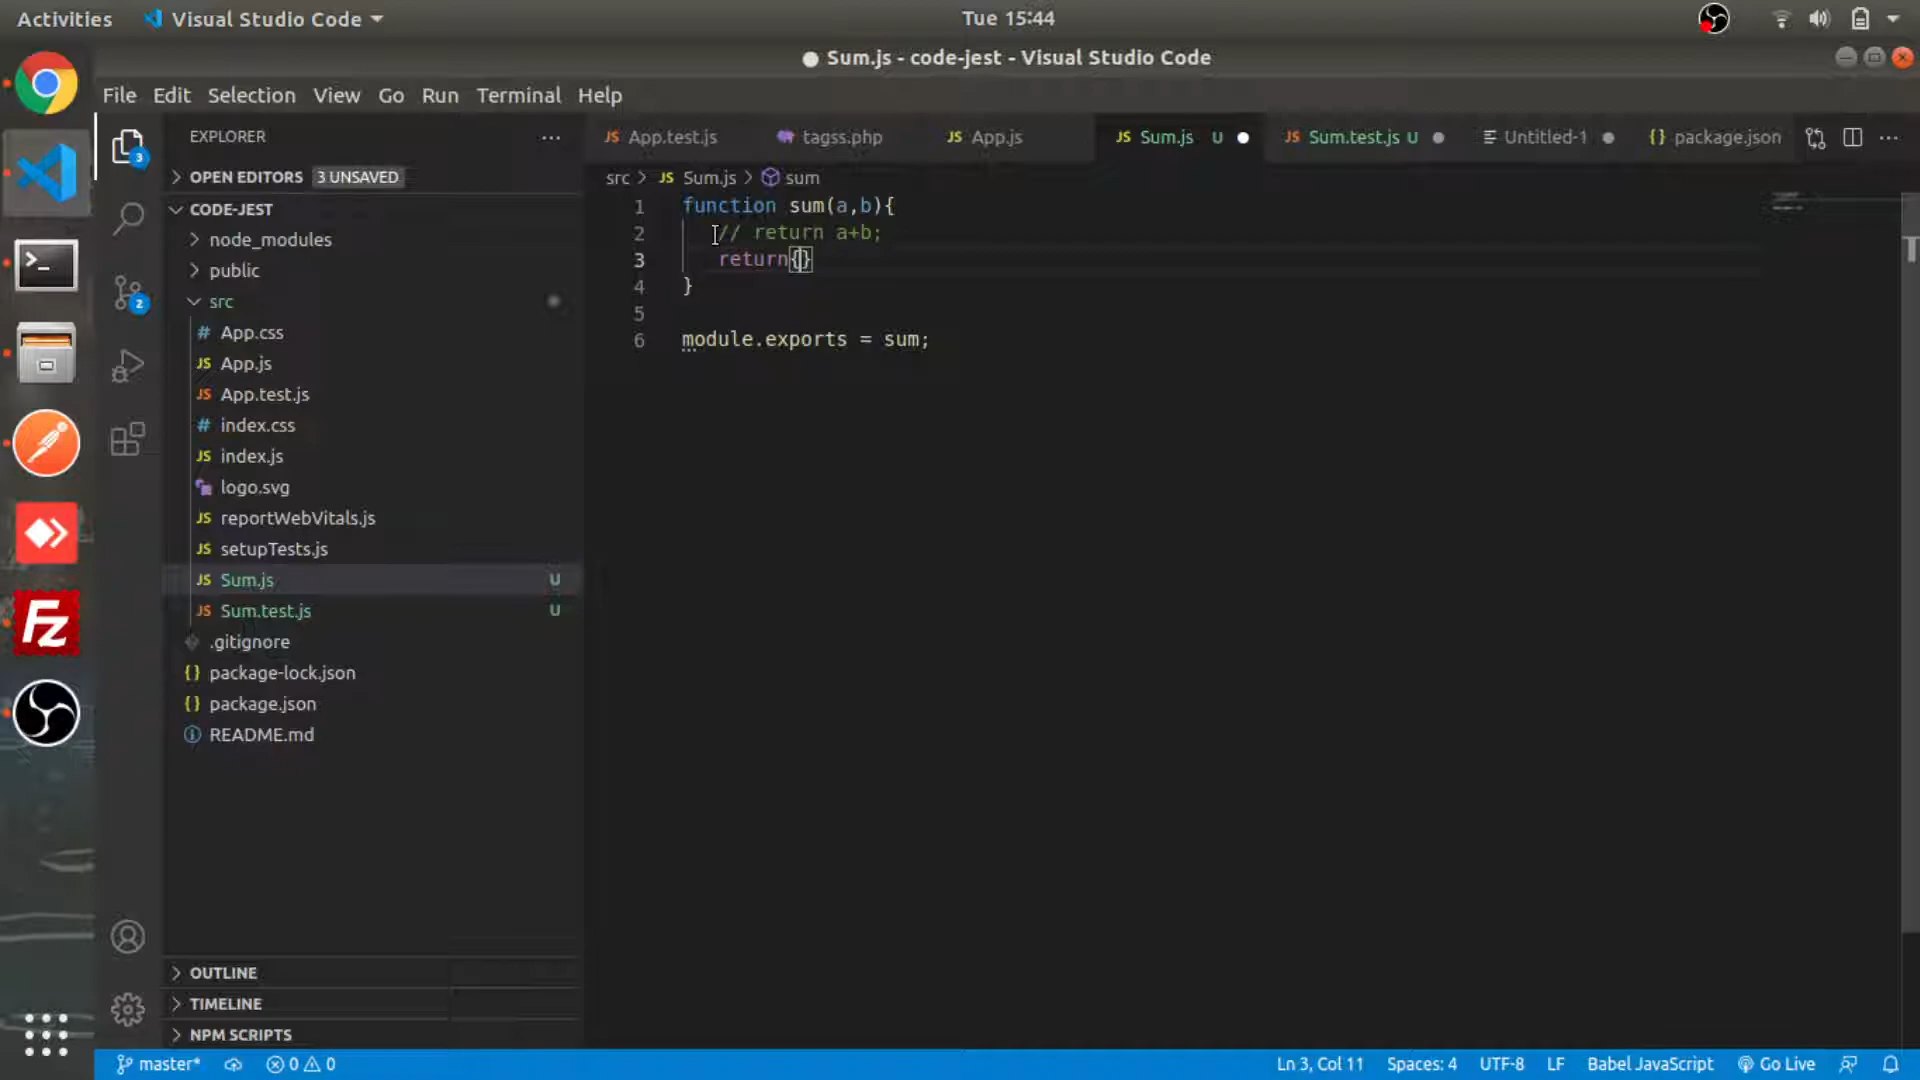 Activities
Visual Studio Code
Tue 15:44
Sum.js - code-jest - Visual Studio Code
File Edit Selection View Go Run Terminal Help
EXPLORER
App.test.js
tagss.php
App.js
Sum.js U
Sum.test.js U
Untitled-1
package.json
OPEN EDITORS 3 UNSAVED
src > Sum.js > sum
CODE-JEST
node_modules
public
src
App.css
App.js
App.test.js
index.css
index.js
logo.svg
reportWebVitals.js
setupTests.js
Sum.js U
Sum.test.js U
.gitignore
package-lock.json
package.json
README.md
OUTLINE
TIMELINE
NPM SCRIPTS
1 function sum(a,b){
2 // return a+b;
3 return{}
4 }
5
6 module.exports = sum;
3
2
master*
0 0
Ln 3, Col 11
Spaces: 4
UTF-8
LF
Babel JavaScript
Go Live